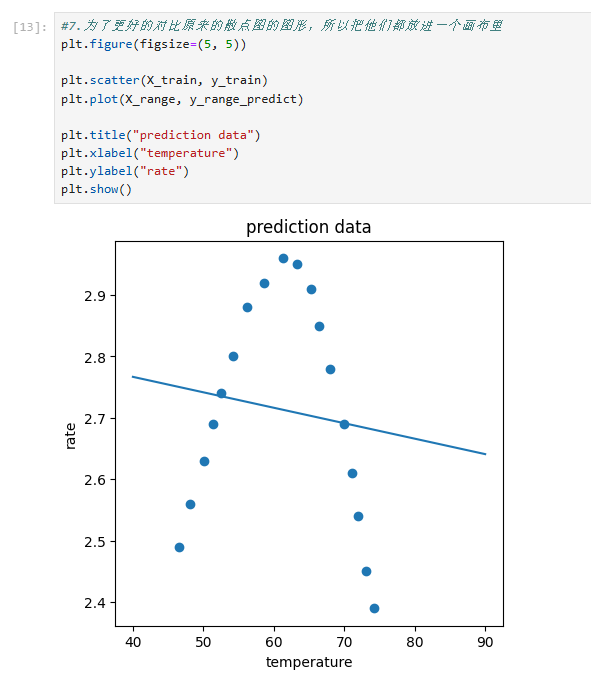 [13]:
#7.为了更好的对比原来的散点图的图形，所以把他们都放进一个画布里
plt.figure(figsize=(5, 5))
plt.scatter(X_train, y_train)
plt.plot(X_range, y_range_predict)
plt.title("prediction data")
plt.xlabel("temperature")
plt.ylabel("rate")
plt.show()
prediction data
2.9
2.8
2.7
2.6
2.5
2.4
rate
40 50 60 70 80 90
temperature